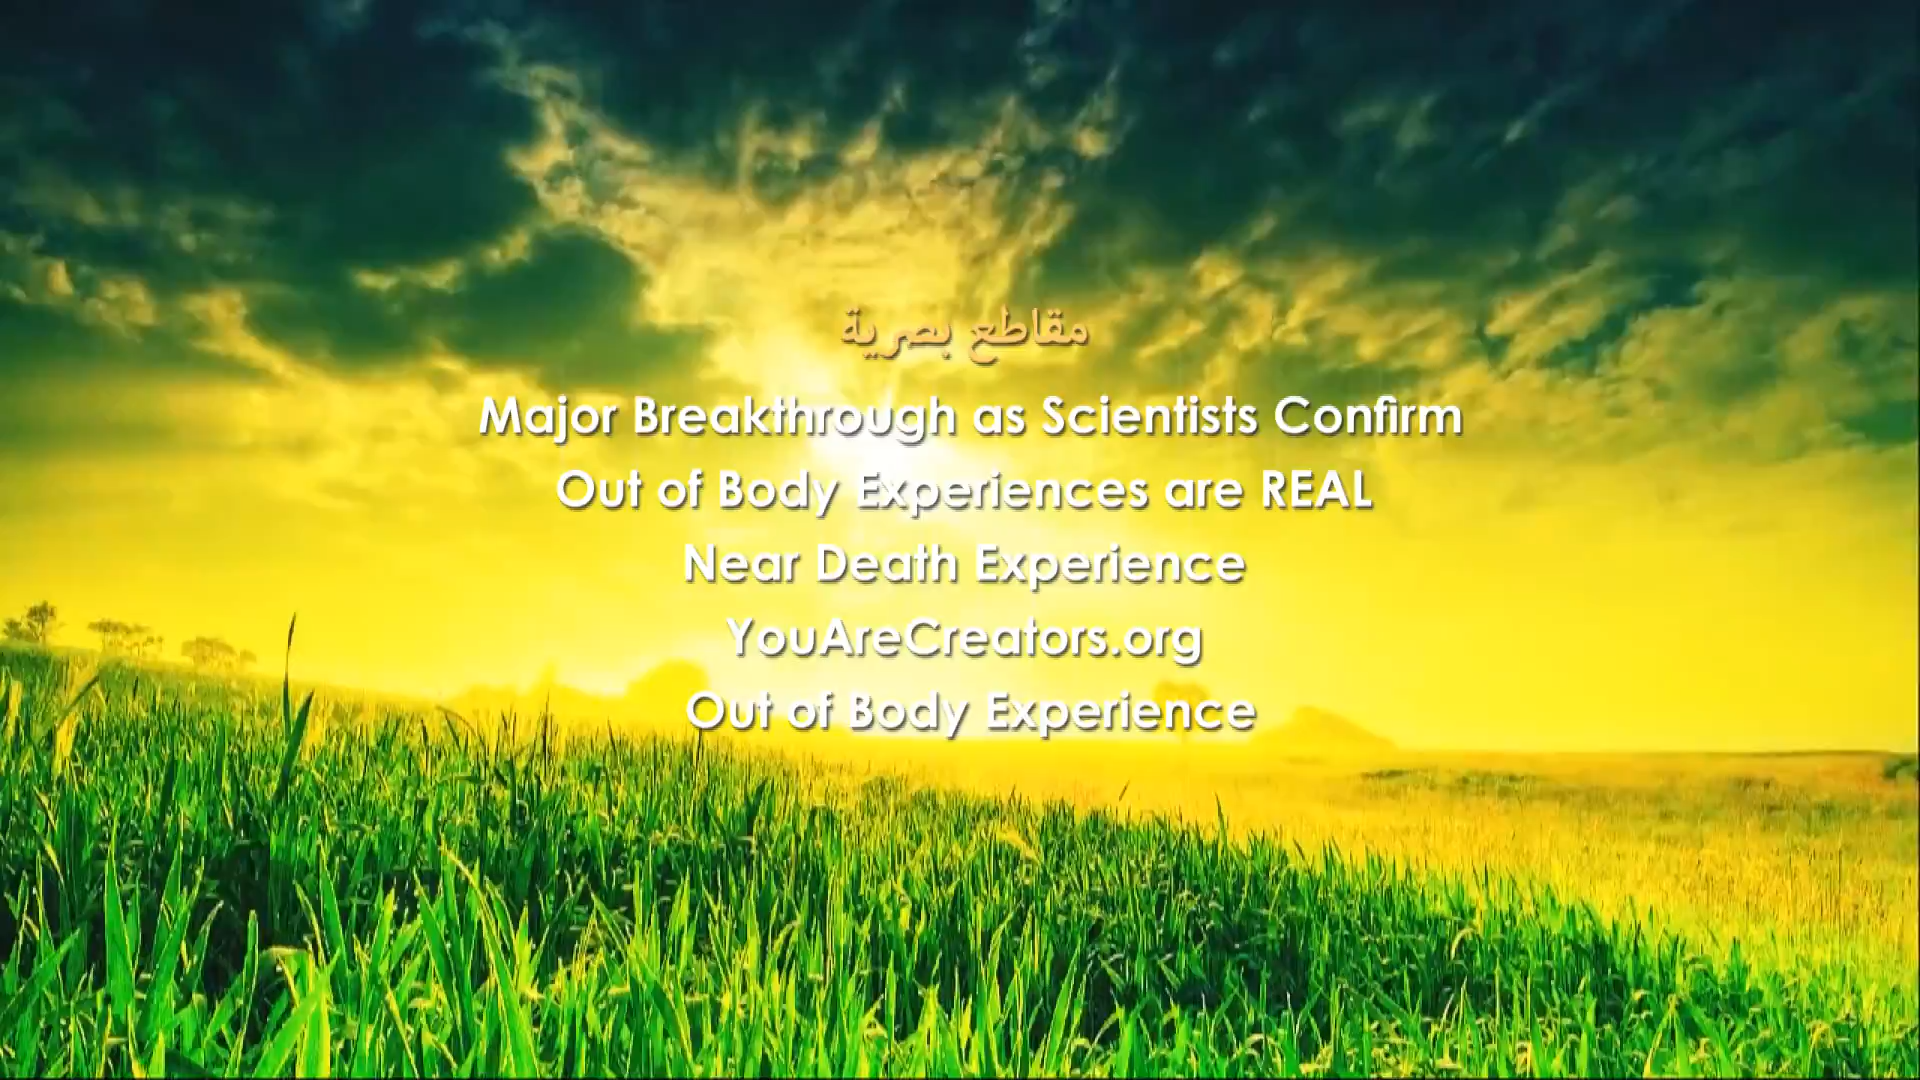 مقاطع بصرية
Major Breakthrough as Scientists Confirm
Out of Body Experiences are REAL
Near Death Experience
YouAreCreators.org
Out of Body Experience